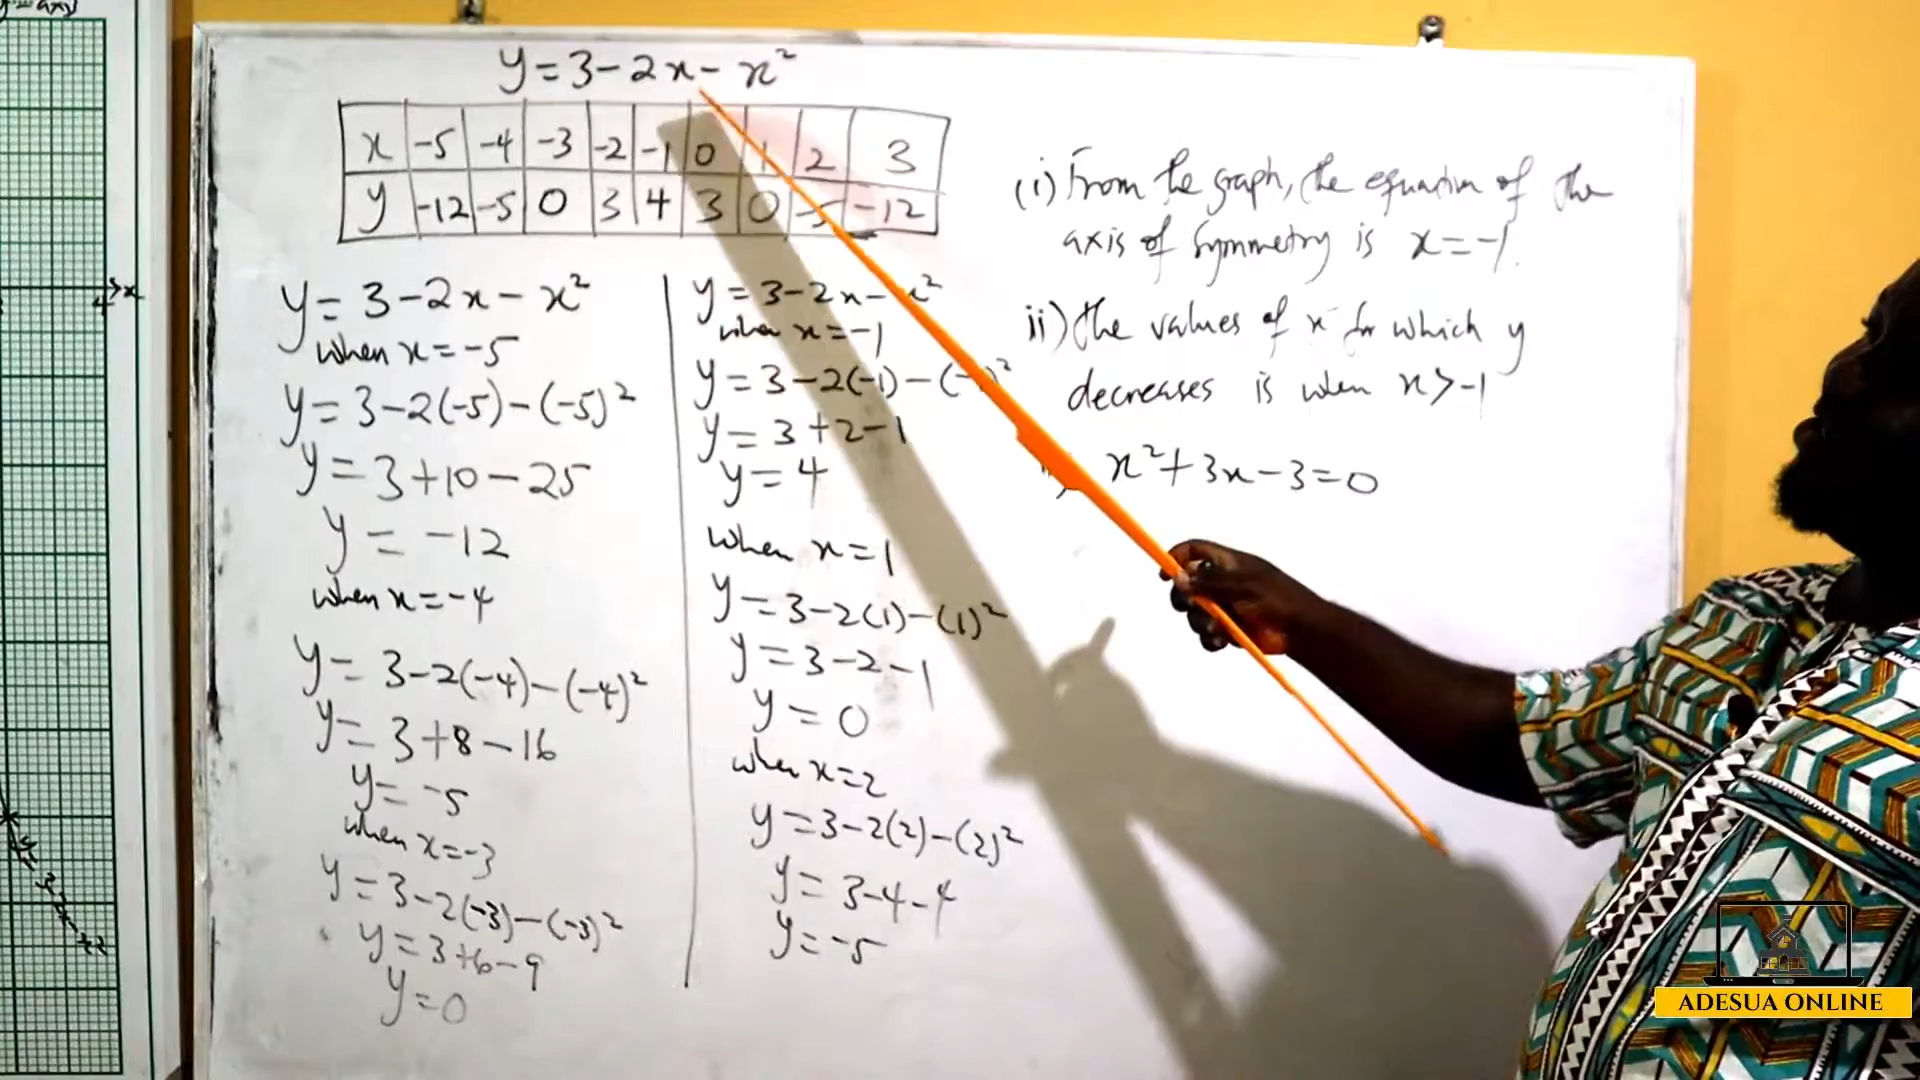 y = 3 - 2x - x²
x -5 -4 -3 -2 -1 0 1 2 3
y -12 -5 0 3 4 3 0 -5 -12
y = 3 - 2x - x²
when x = -5
y = 3 - 2(-5) - (-5)²
y = 3 + 10 - 25
y = -12
when x = -4
y = 3 - 2(-4) - (-4)²
y = 3 + 8 - 16
y = -5
when x = -3
y = 3 - 2(-3) - (-3)²
y = 3 + 6 - 9
y = 0
y = 3 - 2x - x²
when x = -1
y = 3 - 2(-1) - (-1)²
y = 3 + 2 - 1
y = 4
when x = 1
y = 3 - 2(1) - (1)²
y = 3 - 2 - 1
y = 0
when x = 2
y = 3 - 2(2) - (2)²
y = 3 - 4 - 4
y = -5
(i) From the graph, the equation of the
axis of symmetry is x = -1.
ii) The values of x for which y
decreases is when x > -1
x² + 3x - 3 = 0
ADESUA ONLINE